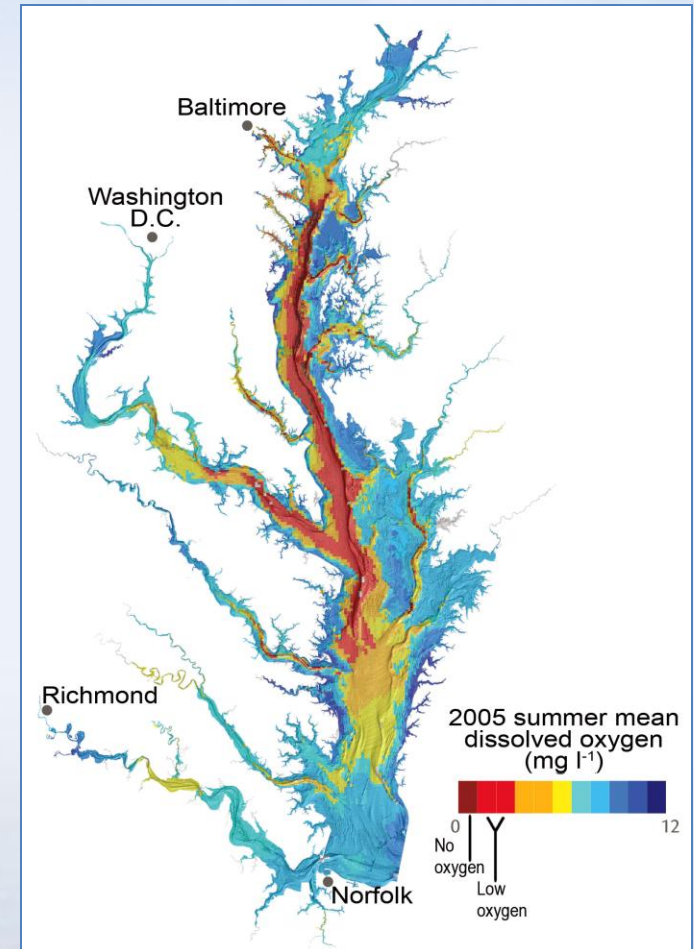 Baltimore
Washington
D.C.
Richmond
2005 summer mean
dissolved oxygen
(mg l⁻¹)
0
12
No
oxygen
Low
oxygen
Norfolk